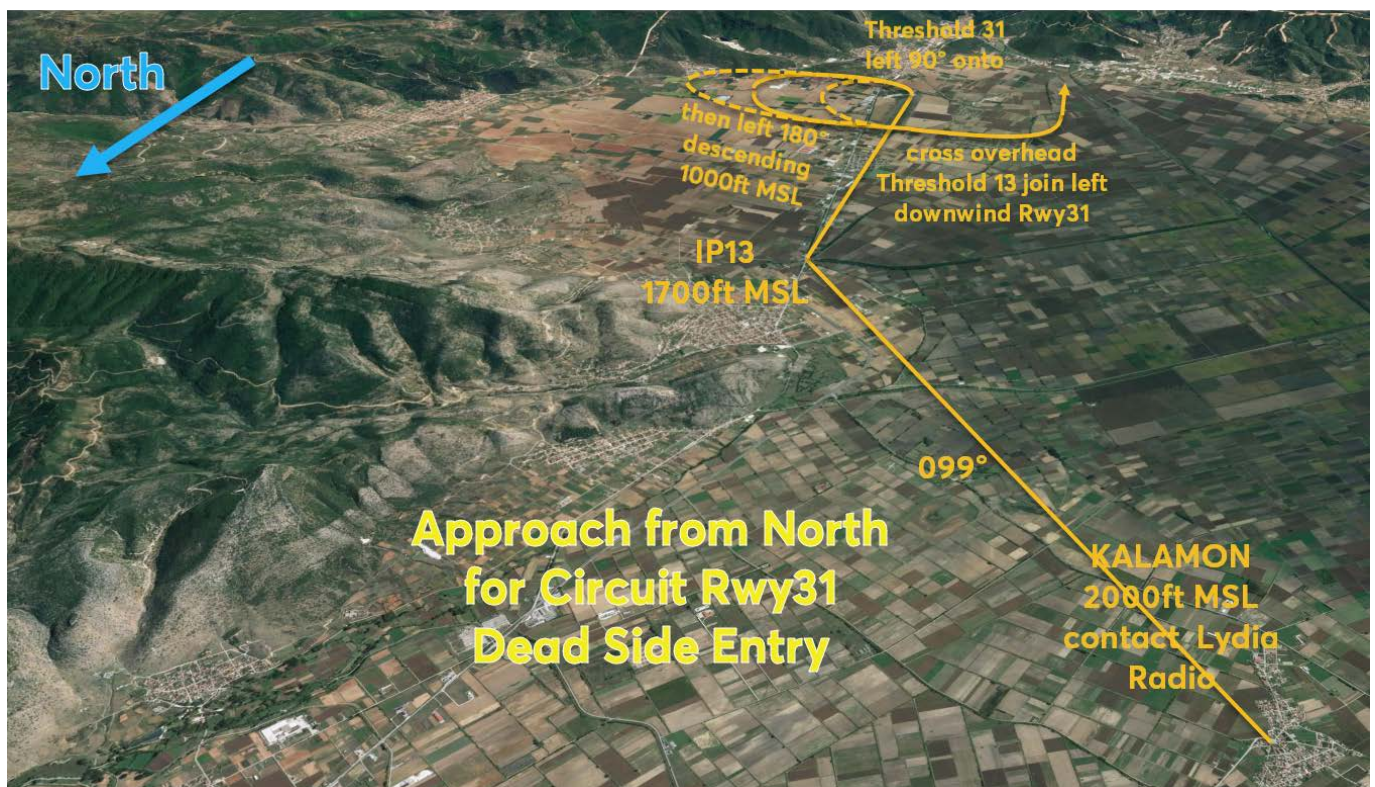 North
Threshold 31
left 90° onto
then left 180°
descending
1000ft MSL
cross overhead
Threshold 13 join left
downwind Rwy31
IP13
1700ft MSL
099°
Approach from North
for Circuit Rwy31
Dead Side Entry
KALAMON
2000ft MSL
contact Lydia
Radio